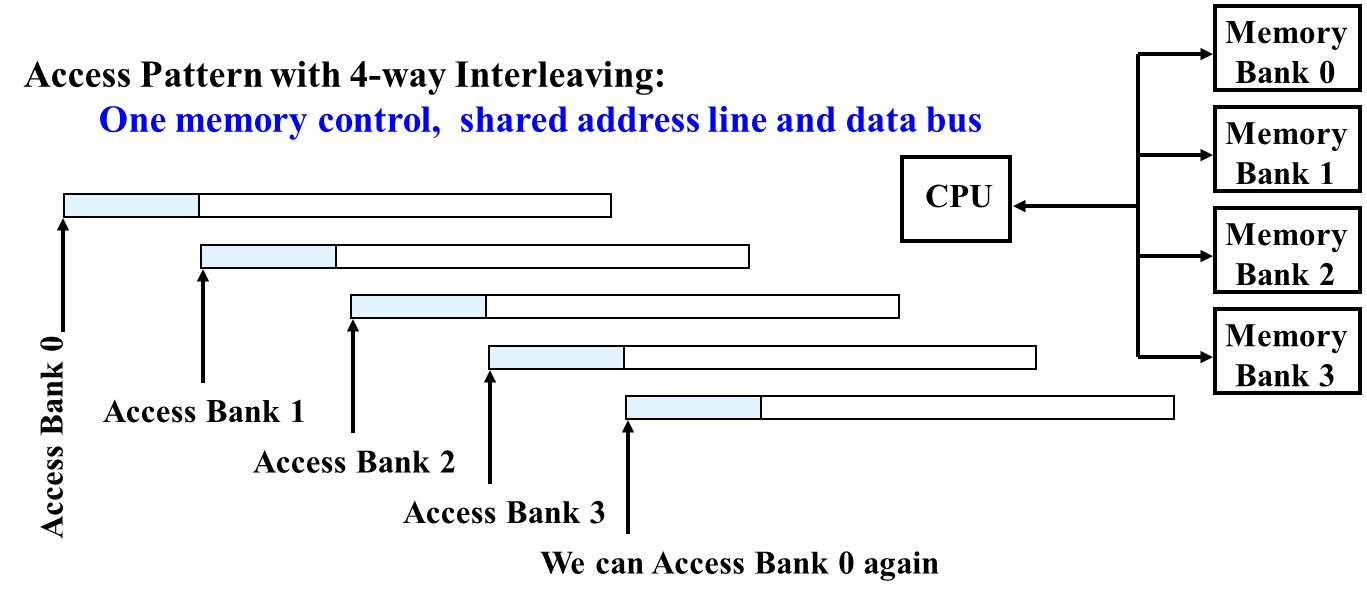 Access Pattern with 4-way Interleaving:
One memory control, shared address line and data bus
Memory
Bank 0
Memory
Bank 1
CPU
Memory
Bank 2
Memory
Bank 3
Access Bank 0
Access Bank 1
Access Bank 2
Access Bank 3
We can Access Bank 0 again